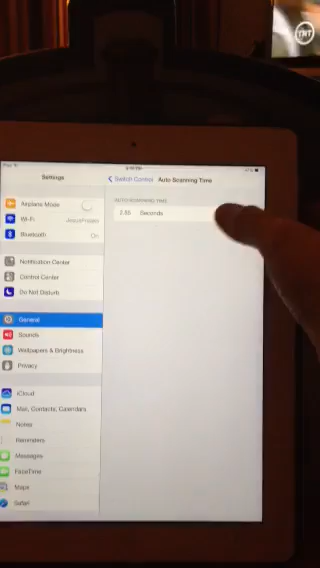 TNT
iPad
Settings
Switch Control
Auto Scanning Time
Airplane Mode
Wi-Fi
Bluetooth
On
Notification Center
Control Center
Do Not Disturb
General
Sounds
Wallpapers & Brightness
Privacy
iCloud
Mail, Contacts, Calendars
Notes
Reminders
Messages
FaceTime
Maps
Safari
AUTO SCANNING TIME
Seconds